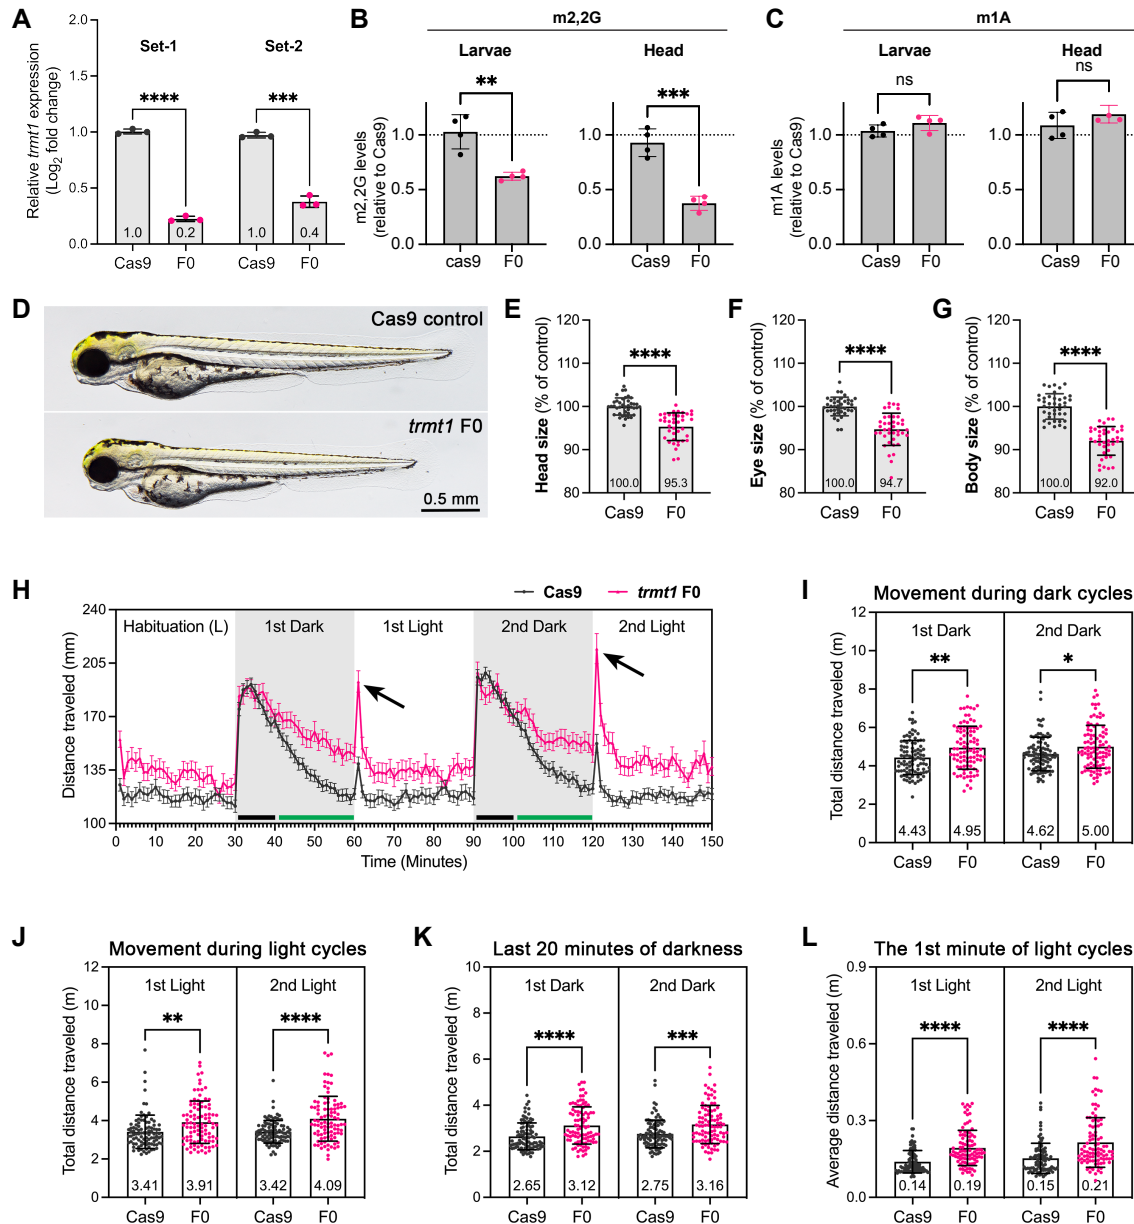 A
Relative trmt1 expression
(Log2 fold change)
2.0
1.5
1.0
0.5
0.0
Set-1
Set-2
****
***
1.0
0.2
1.0
0.4
Cas9
F0
Cas9
F0
B
m2,2G
Larvae
Head
m2,2G levels
(relative to Cas9)
1.0
0.5
0.0
**
cas9
F0
1.0
0.5
0.0
***
Cas9
F0
C
m1A
Larvae
Head
m1A levels
(relative to Cas9)
1.0
0.5
0.0
ns
Cas9
F0
1.0
0.5
0.0
ns
Cas9
F0
D
Cas9 control
trmt1 F0
0.5 mm
E
Head size (% of control)
120
110
100
90
80
****
100.0
95.3
Cas9
F0
F
Eye size (% of control)
120
110
100
90
80
****
100.0
94.7
Cas9
F0
G
Body size (% of control)
120
110
100
90
80
****
100.0
92.0
Cas9
F0
H
Cas9
trmt1 F0
Distance traveled (mm)
240
205
170
135
100
Habituation (L)
1st Dark
1st Light
2nd Dark
2nd Light
0
10
20
30
40
50
60
70
80
90
100
110
120
130
140
150
Time (Minutes)
I
Movement during dark cycles
Total distance traveled (m)
12
10
8
6
4
2
0
1st Dark
2nd Dark
**
*
4.43
4.95
4.62
5.00
Cas9
F0
Cas9
F0
J
Movement during light cycles
Total distance traveled (m)
12
10
8
6
4
2
0
1st Light
2nd Light
**
****
3.41
3.91
3.42
4.09
Cas9
F0
Cas9
F0
K
Last 20 minutes of darkness
Total distance traveled (m)
10
8
6
4
2
0
1st Dark
2nd Dark
****
***
2.65
3.12
2.75
3.16
Cas9
F0
Cas9
F0
L
The 1st minute of light cycles
Average distance traveled (m)
0.9
0.6
0.3
0.0
1st Light
2nd Light
****
****
0.14
0.19
0.15
0.21
Cas9
F0
Cas9
F0